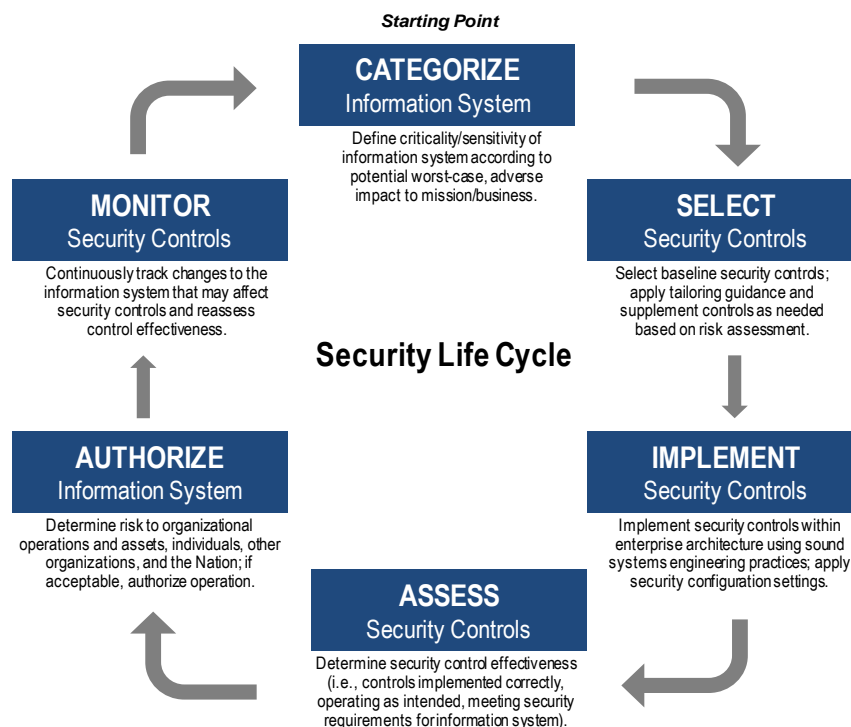 Starting Point
CATEGORIZE
Information System
Define criticality/sensitivity of
information system according to
potential worst-case, adverse
impact to mission/business.
SELECT
Security Controls
Select baseline security controls;
apply tailoring guidance and
supplement controls as needed
based on risk assessment.
IMPLEMENT
Security Controls
Implement security controls within
enterprise architecture using sound
systems engineering practices; apply
security configuration settings.
ASSESS
Security Controls
Determine security control effectiveness
(i.e., controls implemented correctly,
operating as intended, meeting security
requirements for information system).
AUTHORIZE
Information System
Determine risk to organizational
operations and assets, individuals, other
organizations, and the Nation; if
acceptable, authorize operation.
MONITOR
Security Controls
Continuously track changes to the
information system that may affect
security controls and reassess
control effectiveness.
Security Life Cycle